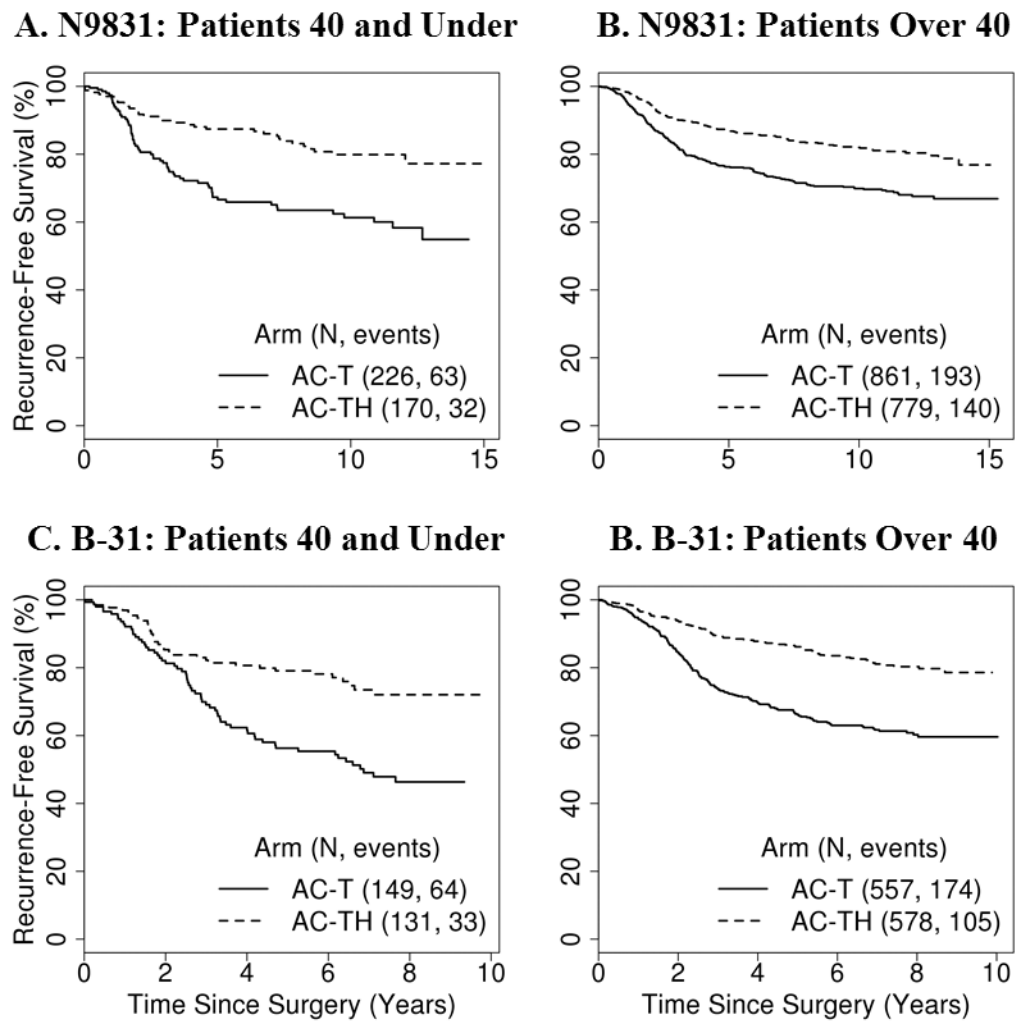 A. N9831: Patients 40 and Under
Recurrence-Free Survival (%)
100
80
60
40
20
0
Arm (N, events)
AC-T (226, 63)
AC-TH (170, 32)
0 5 10 15
B. N9831: Patients Over 40
100
80
60
40
20
0
Arm (N, events)
AC-T (861, 193)
AC-TH (779, 140)
0 5 10 15
C. B-31: Patients 40 and Under
Recurrence-Free Survival (%)
100
80
60
40
20
0
Arm (N, events)
AC-T (149, 64)
AC-TH (131, 33)
0 2 4 6 8 10
Time Since Surgery (Years)
B. B-31: Patients Over 40
100
80
60
40
20
0
Arm (N, events)
AC-T (557, 174)
AC-TH (578, 105)
0 2 4 6 8 10
Time Since Surgery (Years)